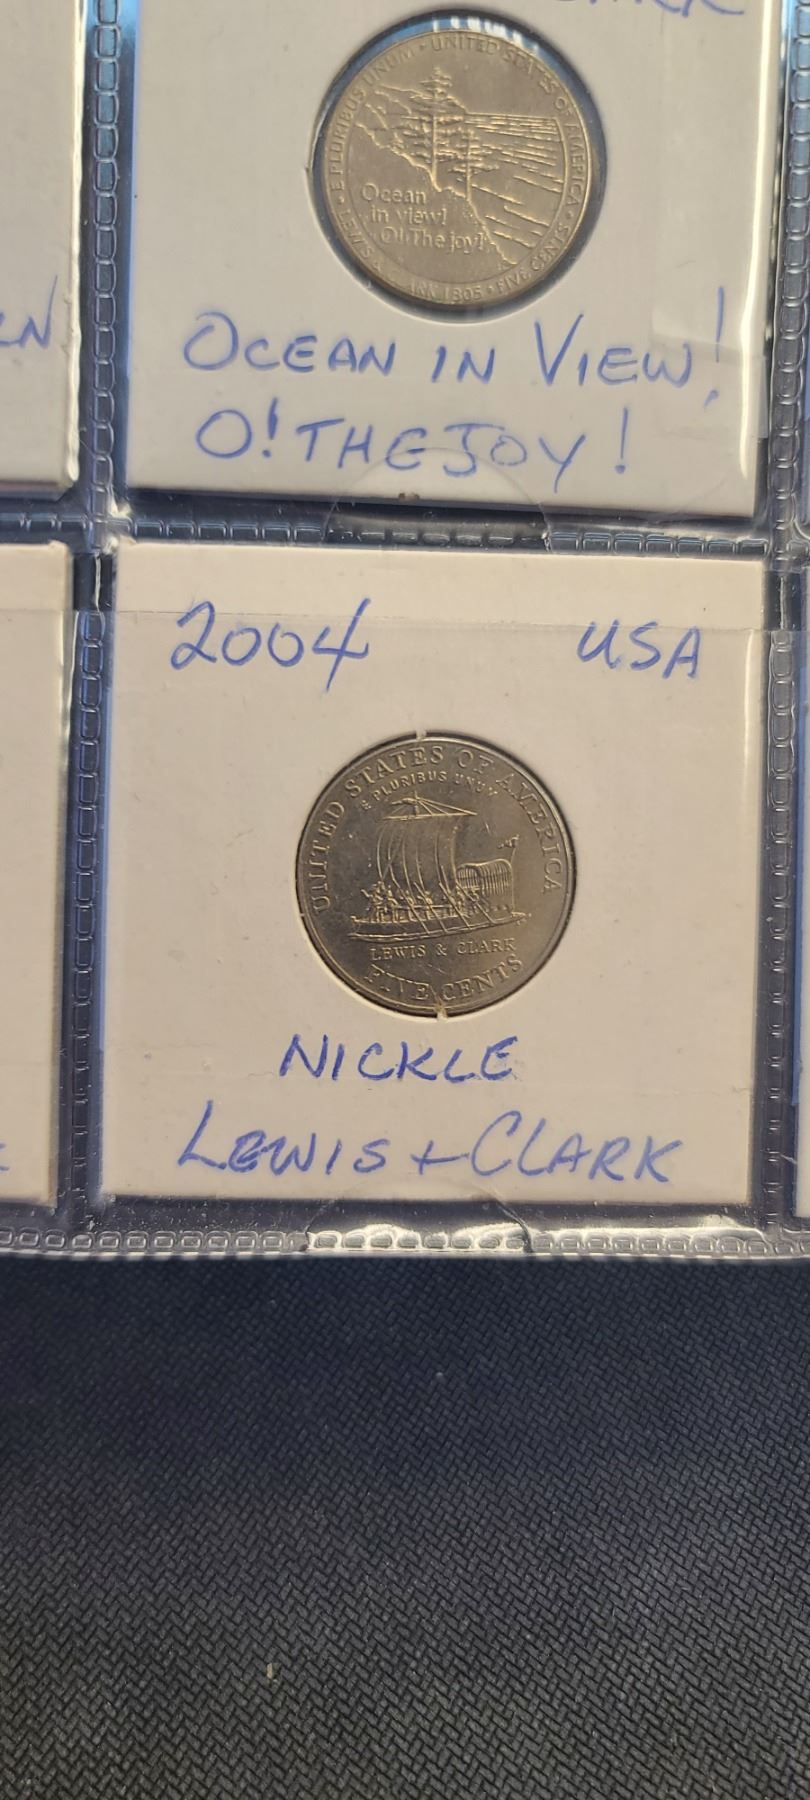 E PLURIBUS UNUM • UNITED STATES OF AMERICA •
Ocean
in view!
O! The joy!
LEWIS & CLARK 1805 • FIVE CENTS
OCEAN IN VIEW!
O! THE JOY!
2004 USA
UNITED STATES OF AMERICA
E PLURIBUS UNUM
LEWIS & CLARK
FIVE CENTS
NICKLE
LEWIS + CLARK